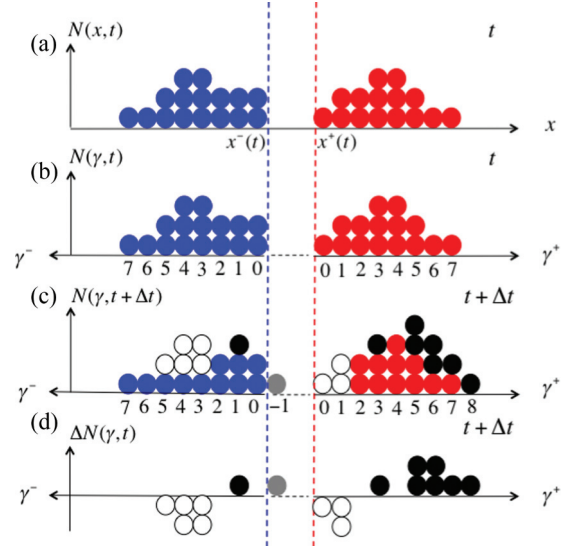 (a) N(x,t) t
x⁻(t) x⁺(t) x
(b) N(γ,t) t
γ⁻ γ⁺
7 6 5 4 3 2 1 0 0 1 2 3 4 5 6 7
(c) N(γ,t + Δt) t + Δt
γ⁻ γ⁺
7 6 5 4 3 2 1 0 −1 0 1 2 3 4 5 6 7 8
(d) ΔN(γ,t) t + Δt
γ⁻ γ⁺